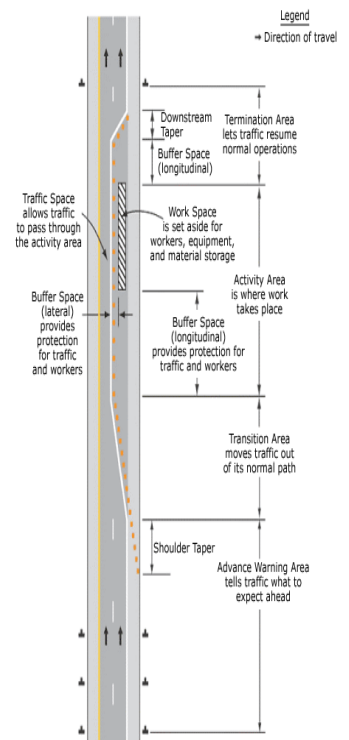 Legend
Direction of travel
Downstream
Taper
Termination Area
lets traffic resume
normal operations
Buffer Space
(longitudinal)
Traffic Space
allows traffic
to pass through
the activity area
Work Space
is set aside for
workers, equipment,
and material storage
Activity Area
is where work
takes place
Buffer Space
(lateral)
provides
protection
for traffic
and workers
Buffer Space
(longitudinal)
provides protection for
traffic and workers
Transition Area
moves traffic out
of its normal path
Shoulder Taper
Advance Warning Area
tells traffic what to
expect ahead